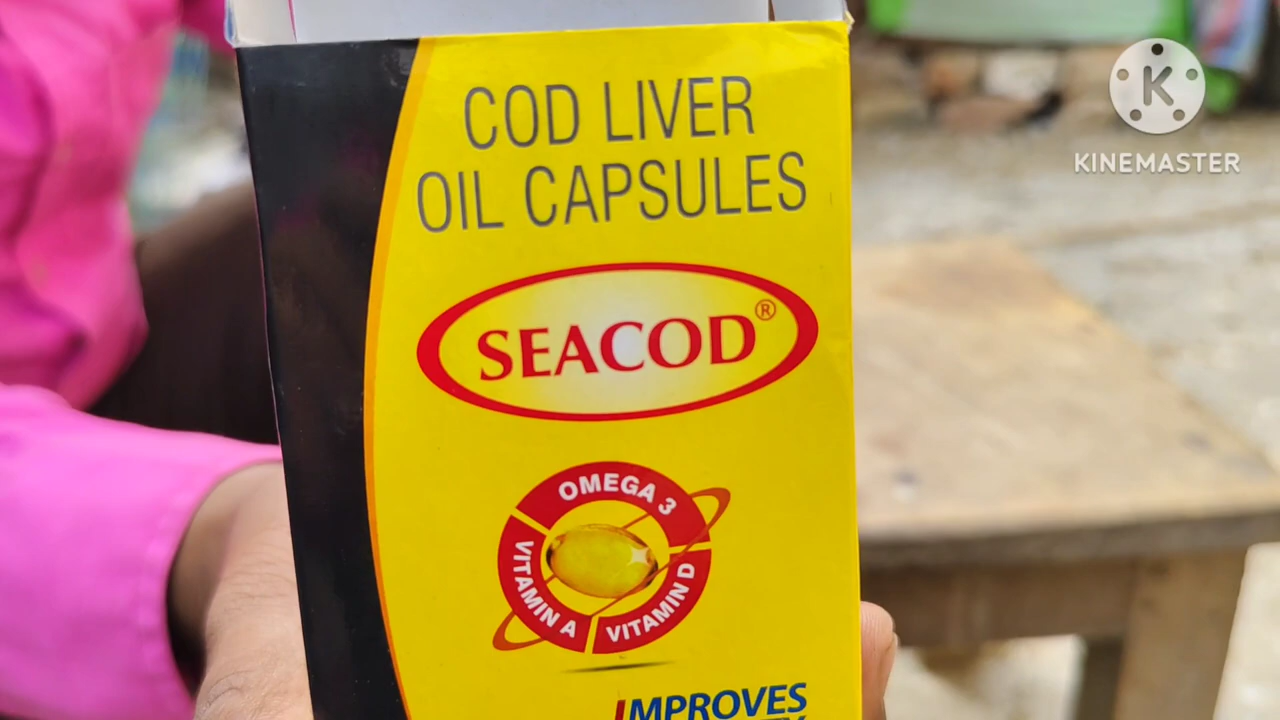 COD LIVER
OIL CAPSULES
SEACOD®
OMEGA 3
VITAMIN A
VITAMIN D
IMPROVES
K
KINEMASTER